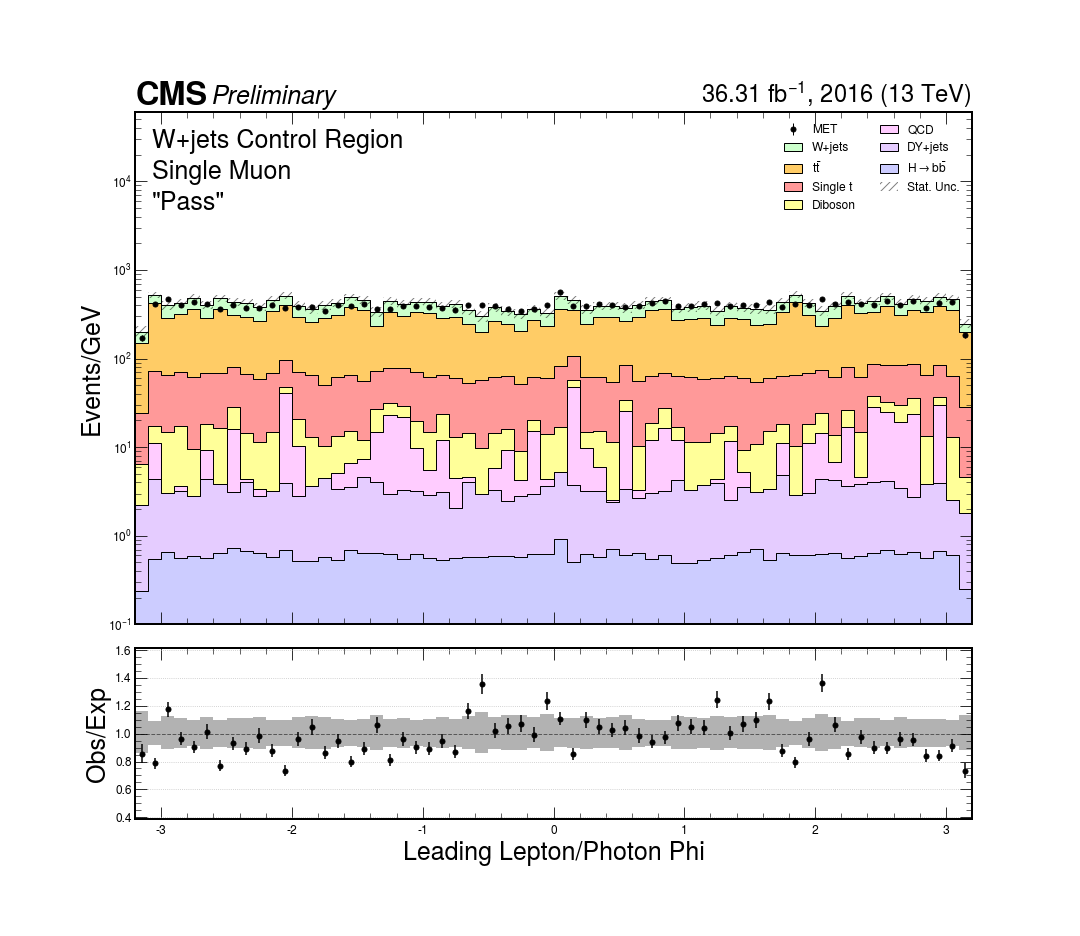 CMS Preliminary
36.31 fb⁻¹, 2016 (13 TeV)
W+jets Control Region
Single Muon
"Pass"
MET
W+jets
tt̄
Single t
Diboson
QCD
DY+jets
H→bb̄
Stat. Unc.
Events/GeV
10⁴
10³
10²
10¹
10⁰
10⁻¹
Obs/Exp
1.6
1.4
1.2
1.0
0.8
0.6
0.4
-3 -2 -1 0 1 2 3
Leading Lepton/Photon Phi